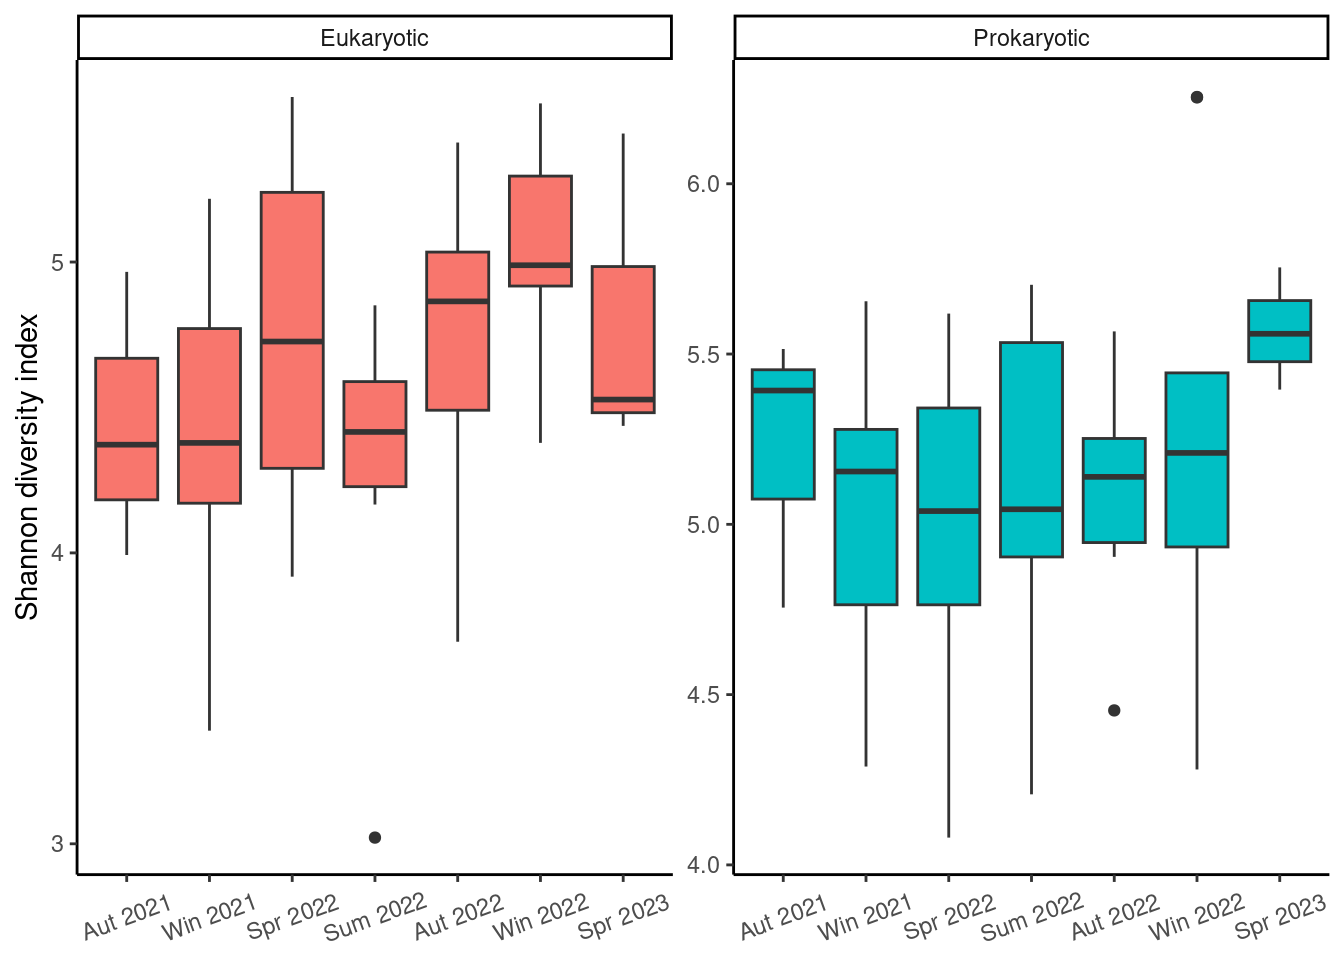 Eukaryotic
Prokaryotic
Shannon diversity index
5
4
3
6.0
5.5
5.0
4.5
4.0
Aut 2021
Win 2021
Spr 2022
Sum 2022
Aut 2022
Win 2022
Spr 2023
Aut 2021
Win 2021
Spr 2022
Sum 2022
Aut 2022
Win 2022
Spr 2023